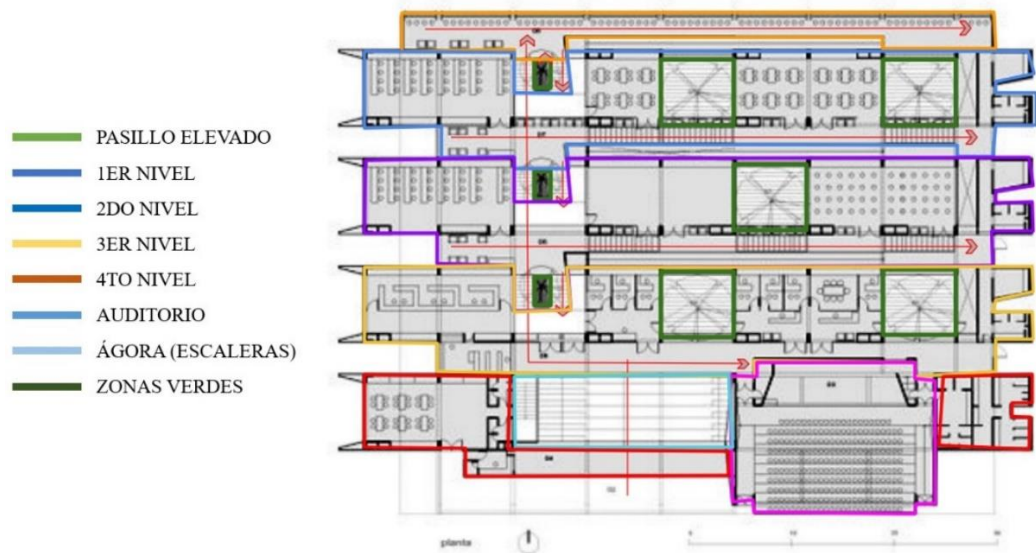 PASILLO ELEVADO
1ER NIVEL
2DO NIVEL
3ER NIVEL
4TO NIVEL
AUDITORIO
ÁGORA (ESCALERAS)
ZONAS VERDES
planta